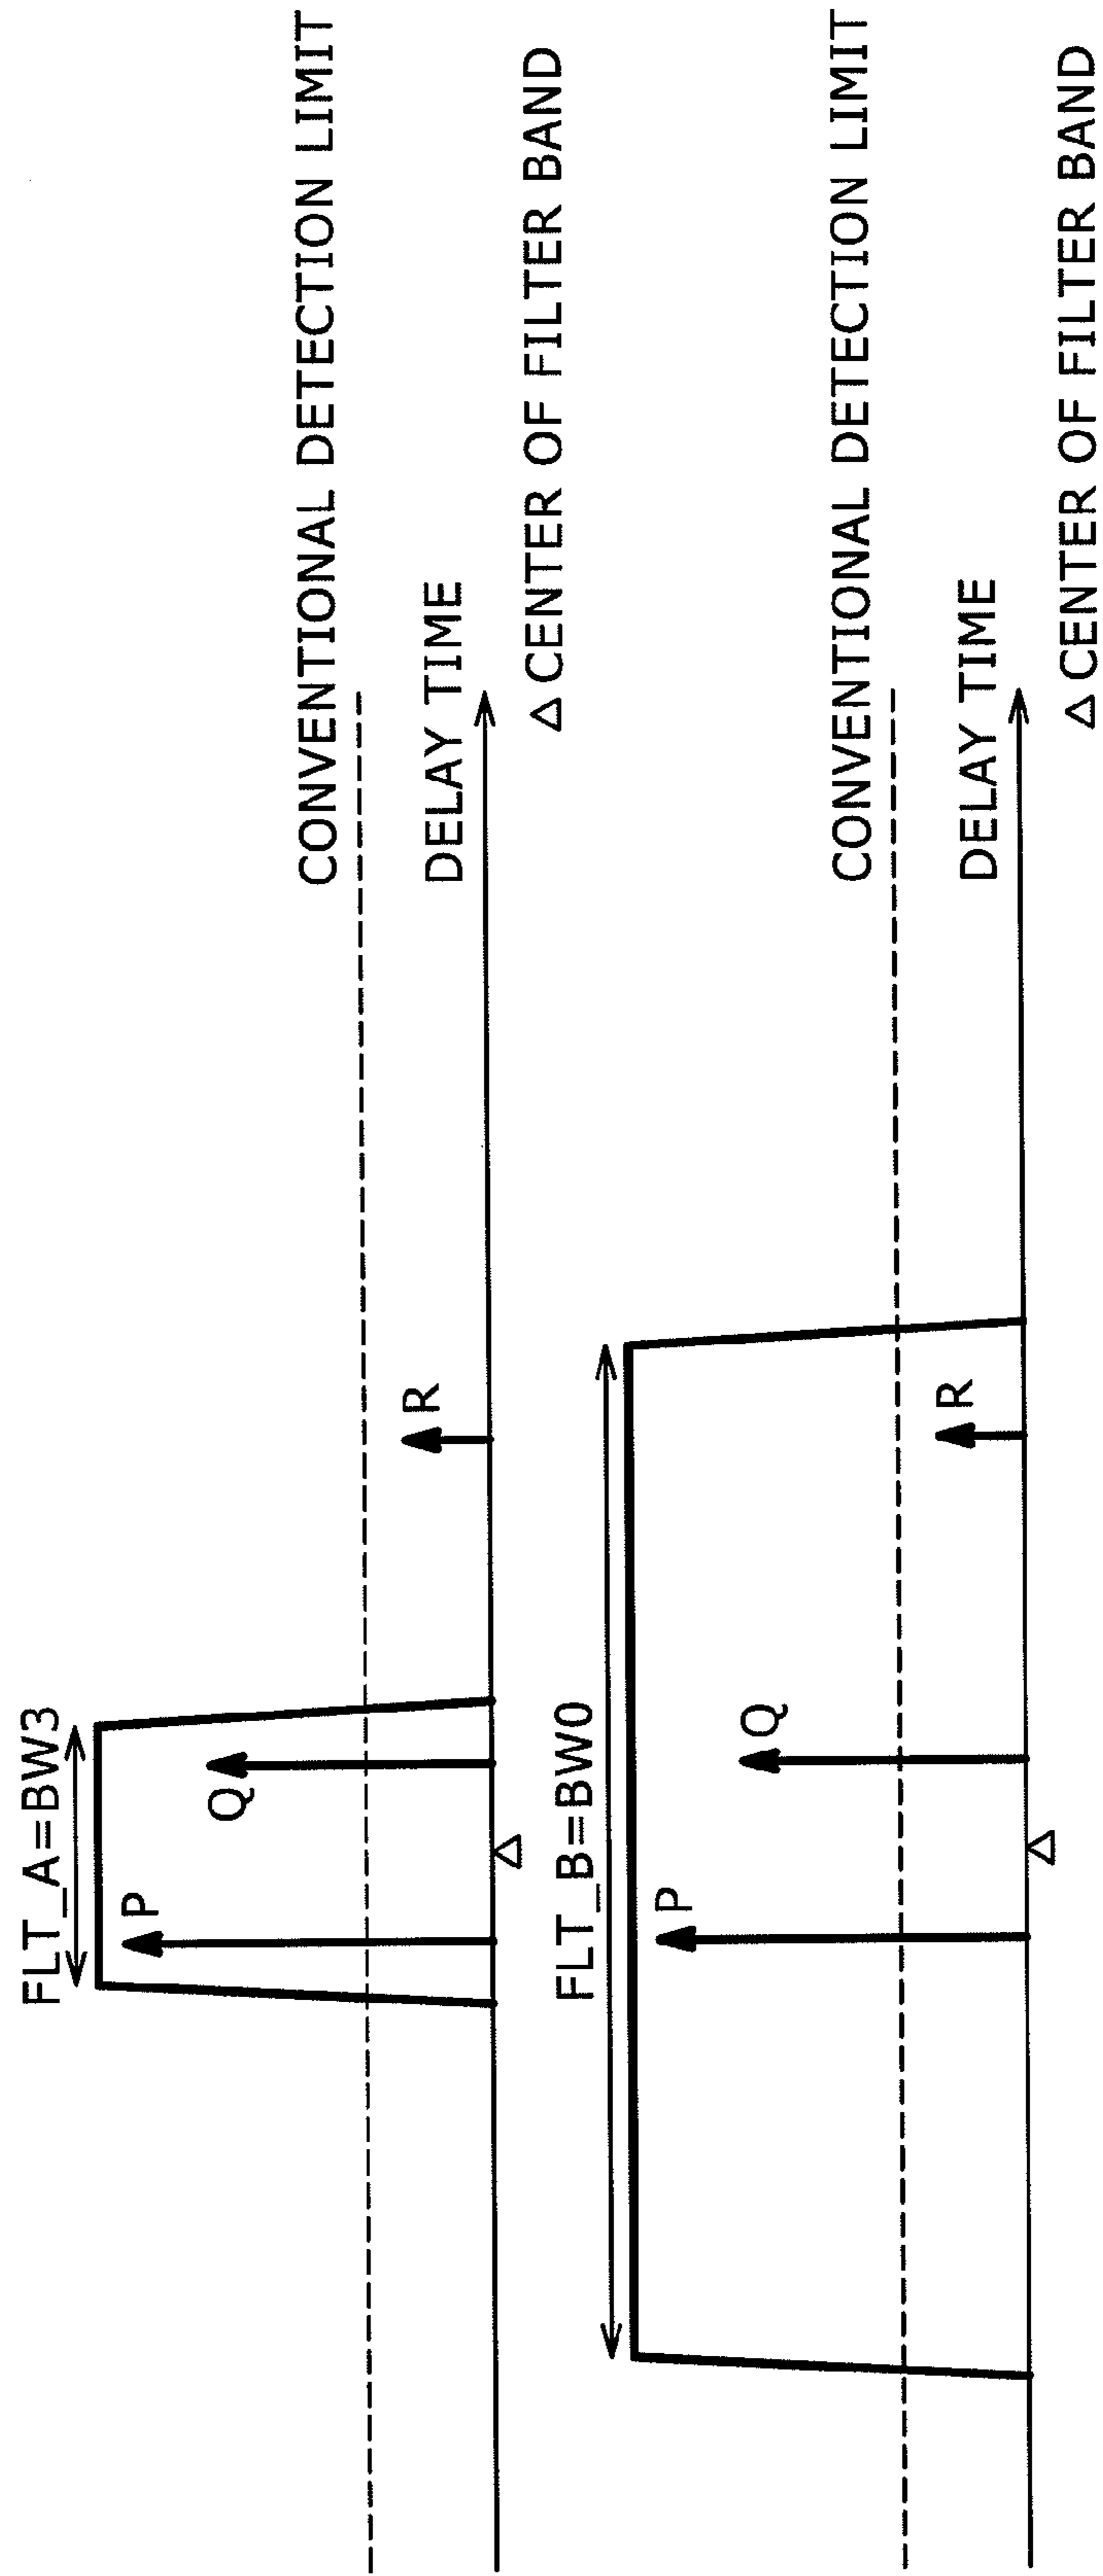 FLT_A=BW3
P
Q
R
CONVENTIONAL DETECTION LIMIT
DELAY TIME
△ CENTER OF FILTER BAND
FLT_B=BW0
P
Q
R
CONVENTIONAL DETECTION LIMIT
DELAY TIME
△ CENTER OF FILTER BAND